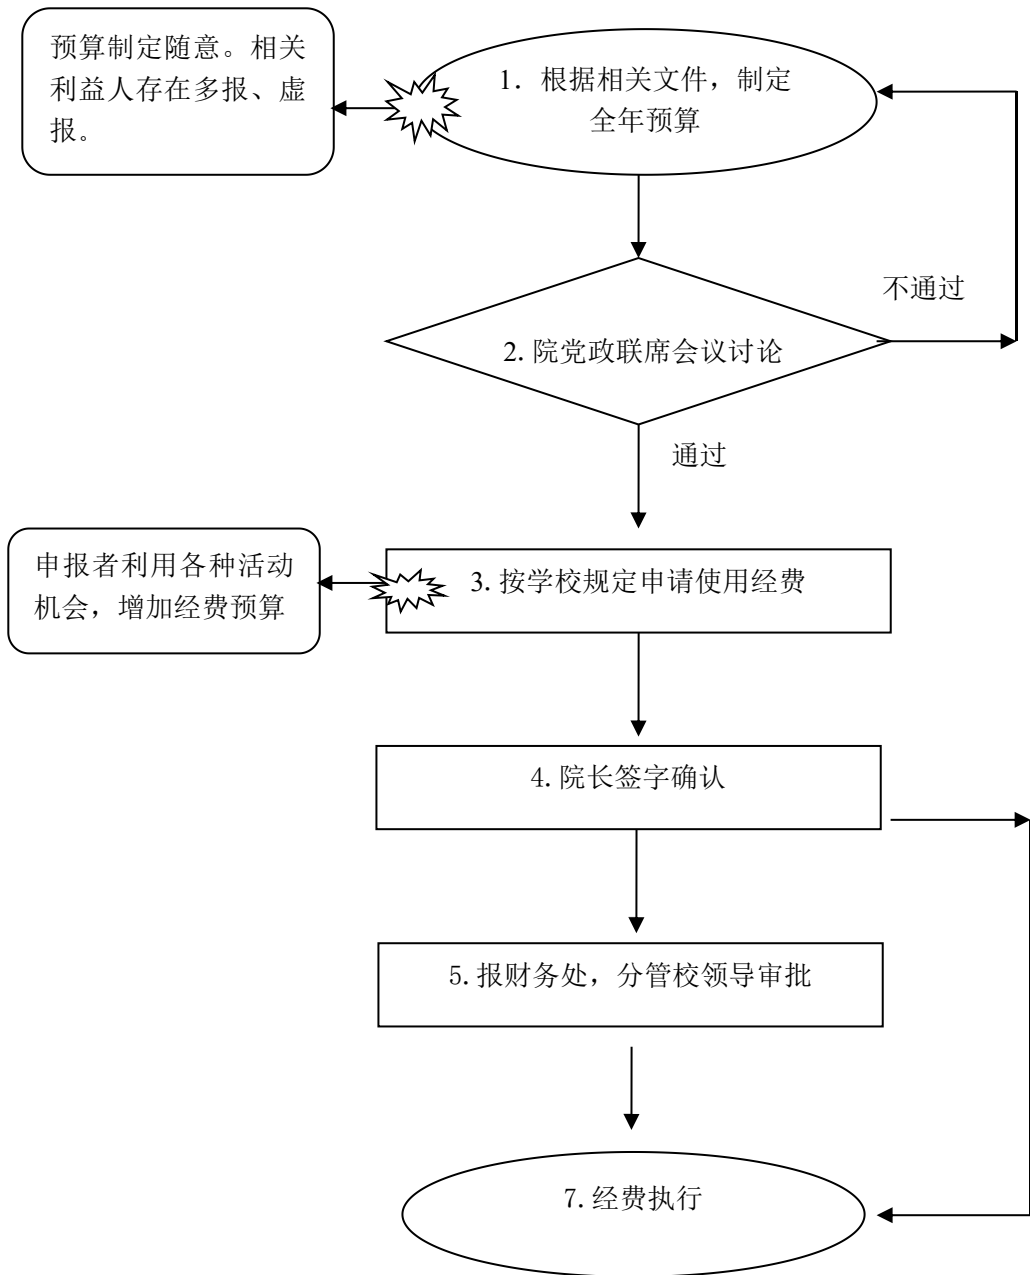 预算制定随意。相关
利益人存在多报、虚
报。
1. 根据相关文件，制定
全年预算
不通过
2. 院党政联席会议讨论
通过
申报者利用各种活动
机会，增加经费预算
3. 按学校规定申请使用经费
4. 院长签字确认
5. 报财务处，分管校领导审批
7. 经费执行